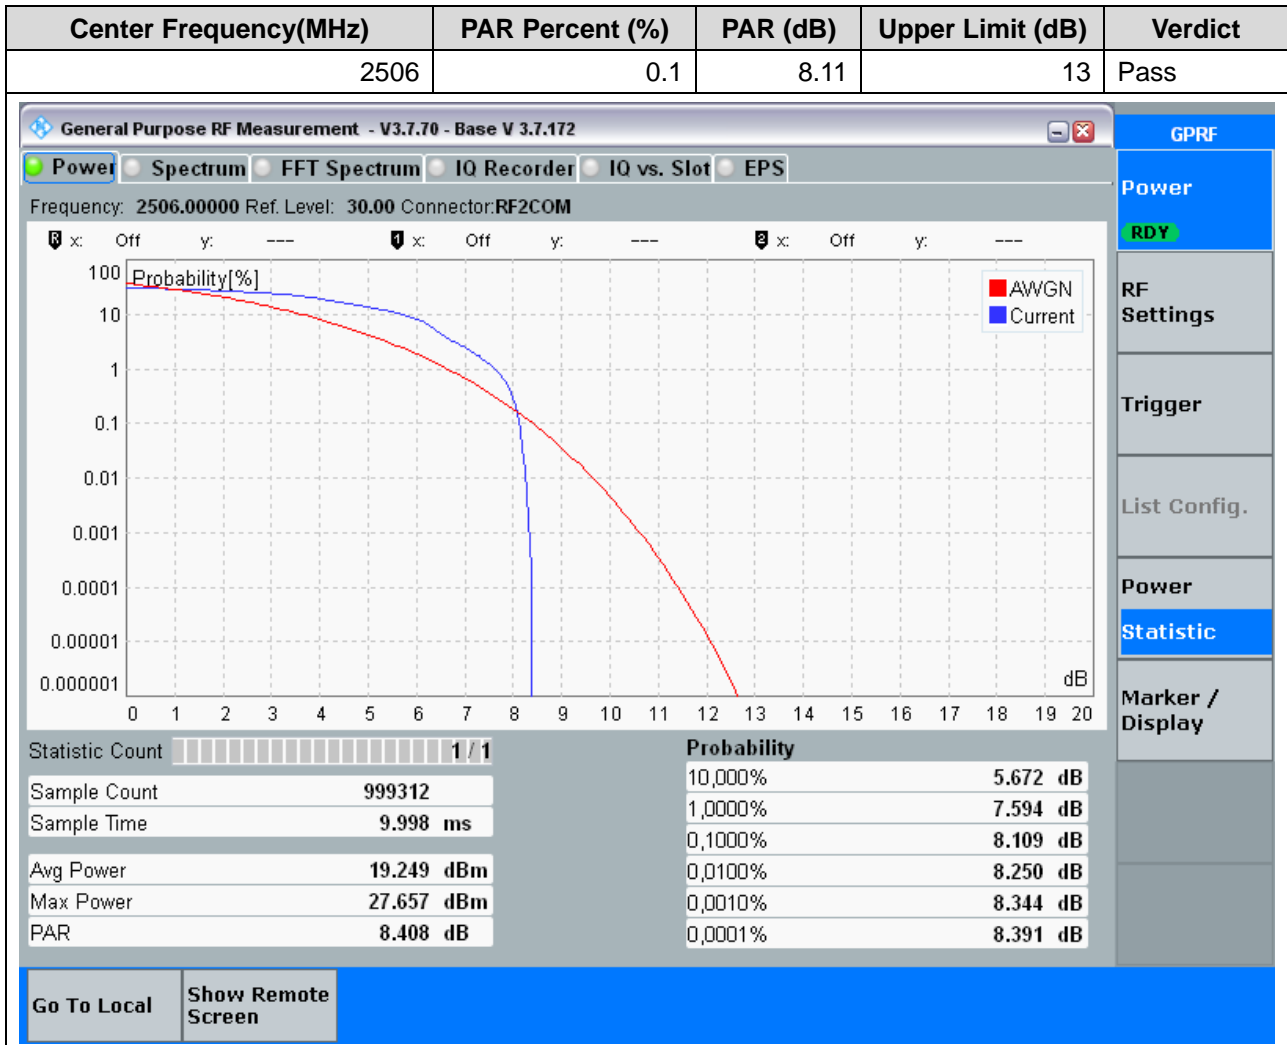 Center Frequency(MHz) PAR Percent (%) PAR (dB) Upper Limit (dB) Verdict
2506 0.1 8.11 13 Pass
General Purpose RF Measurement - V3.7.70 - Base V 3.7.172
GPRF
Power Spectrum FFT Spectrum IQ Recorder IQ vs. Slot EPS
Frequency: 2506.00000 Ref. Level: 30.00 Connector:RF2COM
R x: Off y: --- 1 x: Off y: --- 2 x: Off y: ---
Probability[%]
100
10
1
0.1
0.01
0.001
0.0001
0.00001
0.000001
AWGN
Current
dB
0 1 2 3 4 5 6 7 8 9 10 11 12 13 14 15 16 17 18 19 20
Statistic Count 1 / 1
Sample Count 999312
Sample Time 9.998 ms
Avg Power 19.249 dBm
Max Power 27.657 dBm
PAR 8.408 dB
Probability
10,000% 5.672 dB
1,0000% 7.594 dB
0,1000% 8.109 dB
0,0100% 8.250 dB
0,0010% 8.344 dB
0,0001% 8.391 dB
Power
RDY
RF
Settings
Trigger
List Config.
Power
Statistic
Marker /
Display
Go To Local
Show Remote
Screen